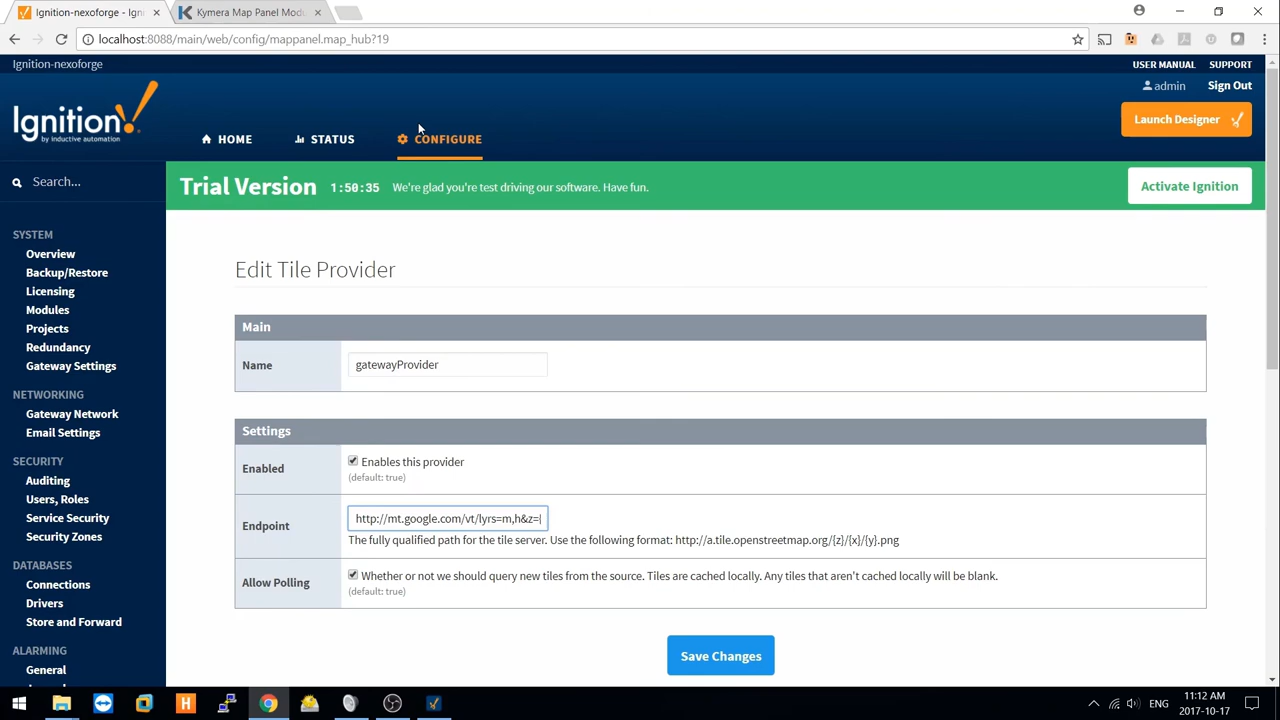 Ignition-nexoforge - Igni
Kymera Map Panel Modu
localhost:8088/main/web/config/mappanel.map_hub?19
Ignition-nexoforge
USER MANUAL
SUPPORT
Ignition!
by inductive automation
HOME
STATUS
CONFIGURE
admin
Sign Out
Launch Designer
Search...
Trial Version
1:50:35
We're glad you're test driving our software. Have fun.
Activate Ignition
SYSTEM
Overview
Backup/Restore
Licensing
Modules
Projects
Redundancy
Gateway Settings
NETWORKING
Gateway Network
Email Settings
SECURITY
Auditing
Users, Roles
Service Security
Security Zones
DATABASES
Connections
Drivers
Store and Forward
ALARMING
General
Edit Tile Provider
Main
Name
gatewayProvider
Settings
Enabled
Enables this provider
(default: true)
Endpoint
http://mt.google.com/vt/lyrs=m,h&z=
The fully qualified path for the tile server. Use the following format: http://a.tile.openstreetmap.org/{z}/{x}/{y}.png
Allow Polling
Whether or not we should query new tiles from the source. Tiles are cached locally. Any tiles that aren't cached locally will be blank.
(default: true)
Save Changes
ENG
11:12 AM
2017-10-17